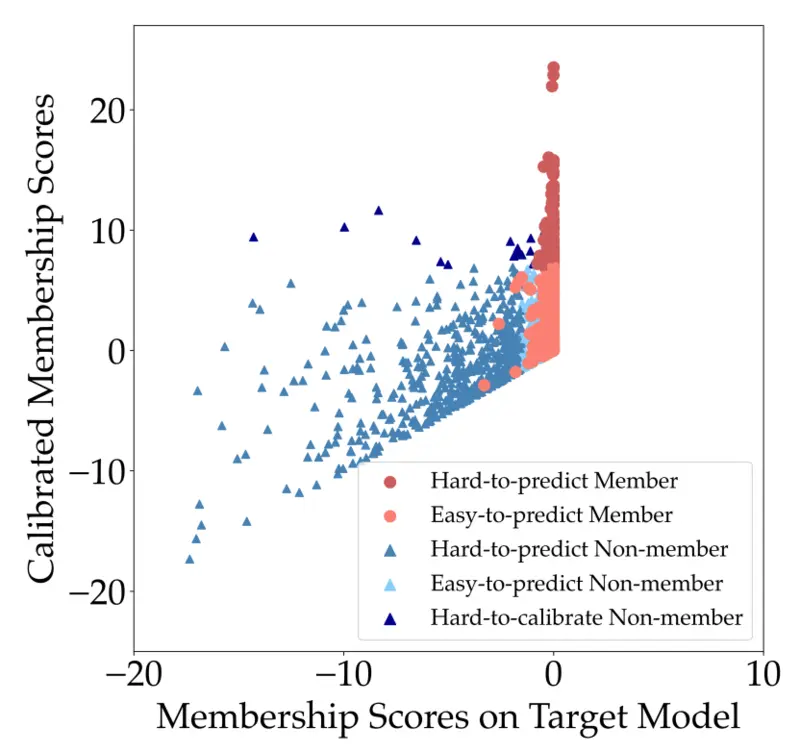 Calibrated Membership Scores
20
10
0
−10
−20
Hard-to-predict Member
Easy-to-predict Member
Hard-to-predict Non-member
Easy-to-predict Non-member
Hard-to-calibrate Non-member
−20 −10 0 10
Membership Scores on Target Model